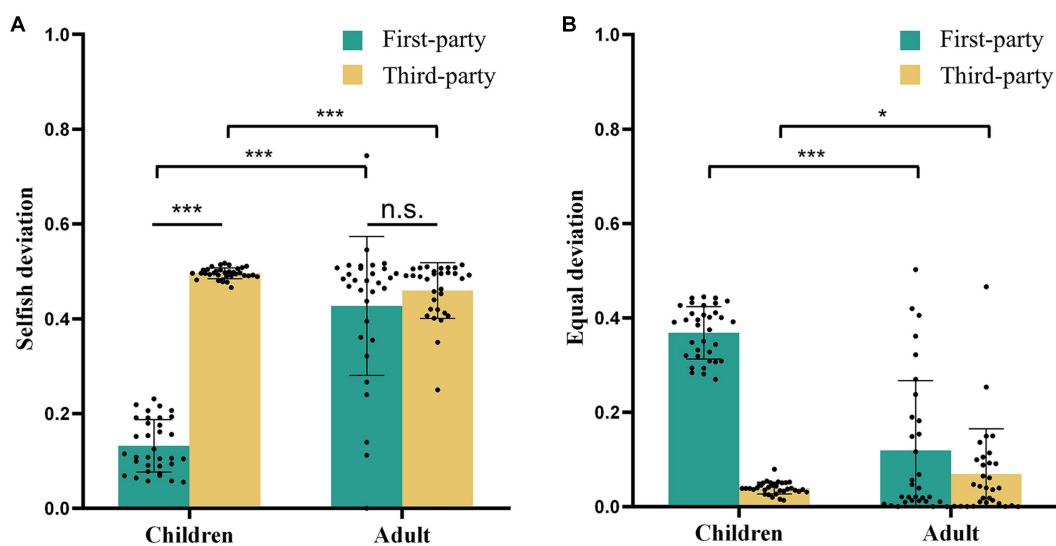 A
First-party
Third-party
Selfish deviation
1.0
0.8
0.6
0.4
0.2
0.0
***
***
***
n.s.
Children
Adult
B
First-party
Third-party
Equal deviation
1.0
0.8
0.6
0.4
0.2
0.0
*
***
Children
Adult